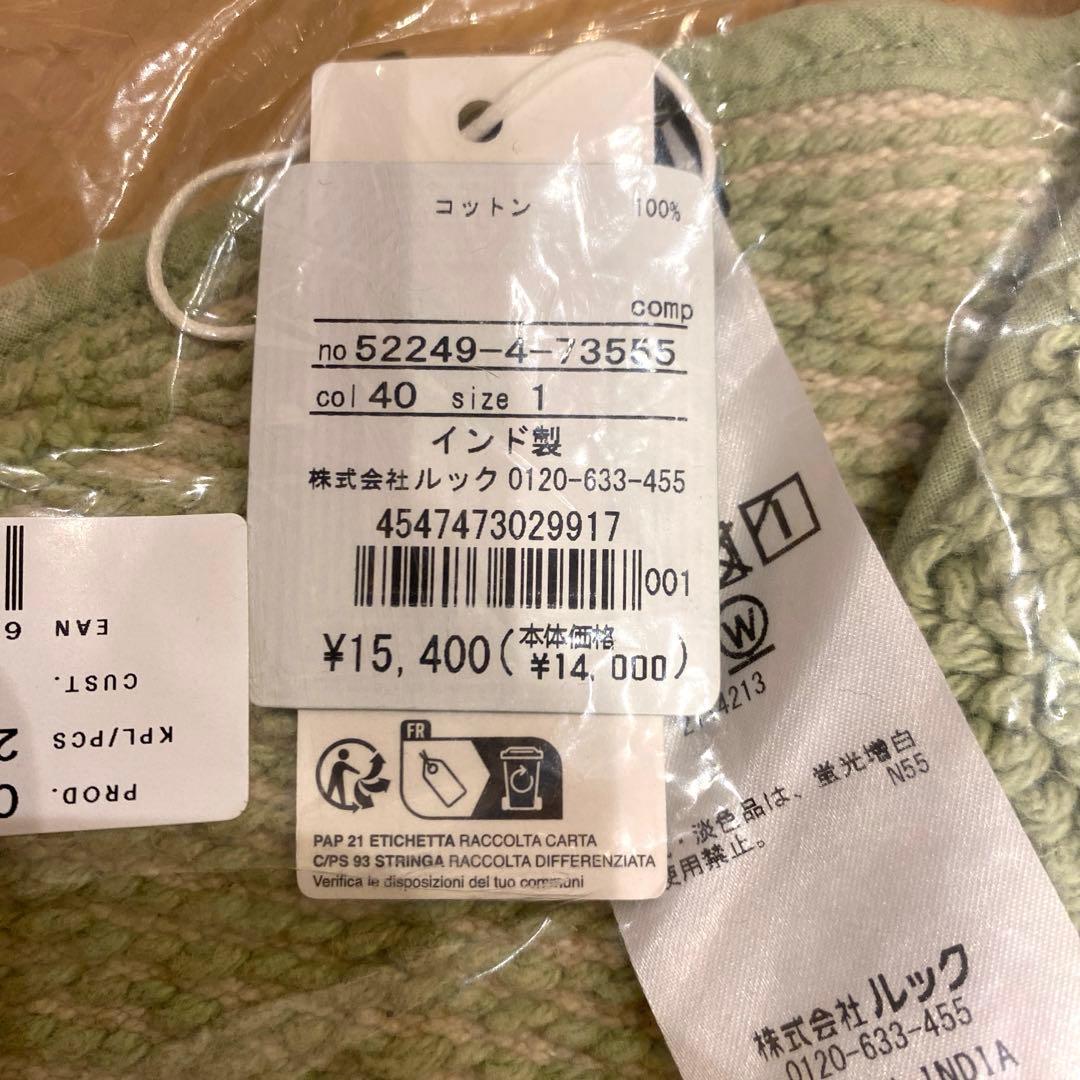 コットン 100%
comp
no 52249-4-73555
col 40 size 1
インド製
株式会社ルック 0120-633-455
4547473029917
001
¥15,400(本体価格 ¥14,000)
FR
PAP 21 ETICHETTA RACCOLTA CARTA
C/PS 93 STRINGA RACCOLTA DIFFERENZIATA
Verifica le disposizioni del tuo comuni
EAN 6
CUST.
KPL/PCS 2
PROD.
W
4213
淡色品は、蛍光増白
N55
使用禁止。
株式会社ルック
0120-633-455
INDIA